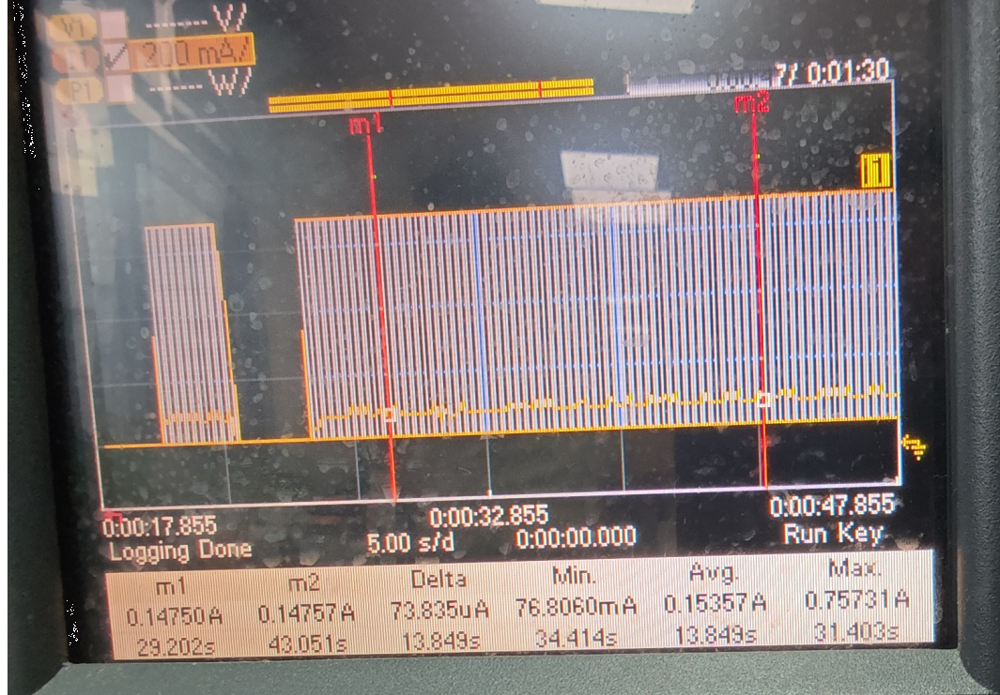 V1 ------- V/
200 mA/
P1 ------- W/
7/ 0:01:30
m1 m2
0:00:17.855 0:00:32.855 0:00:47.855
Logging Done 5.00 s/d 0:00:00.000 Run Key
m1 m2 Delta Min. Avg. Max.
0.14750A 0.14757A 73.835uA 76.8060mA 0.15357A 0.75731A
29.202s 43.051s 13.849s 34.414s 13.849s 31.403s